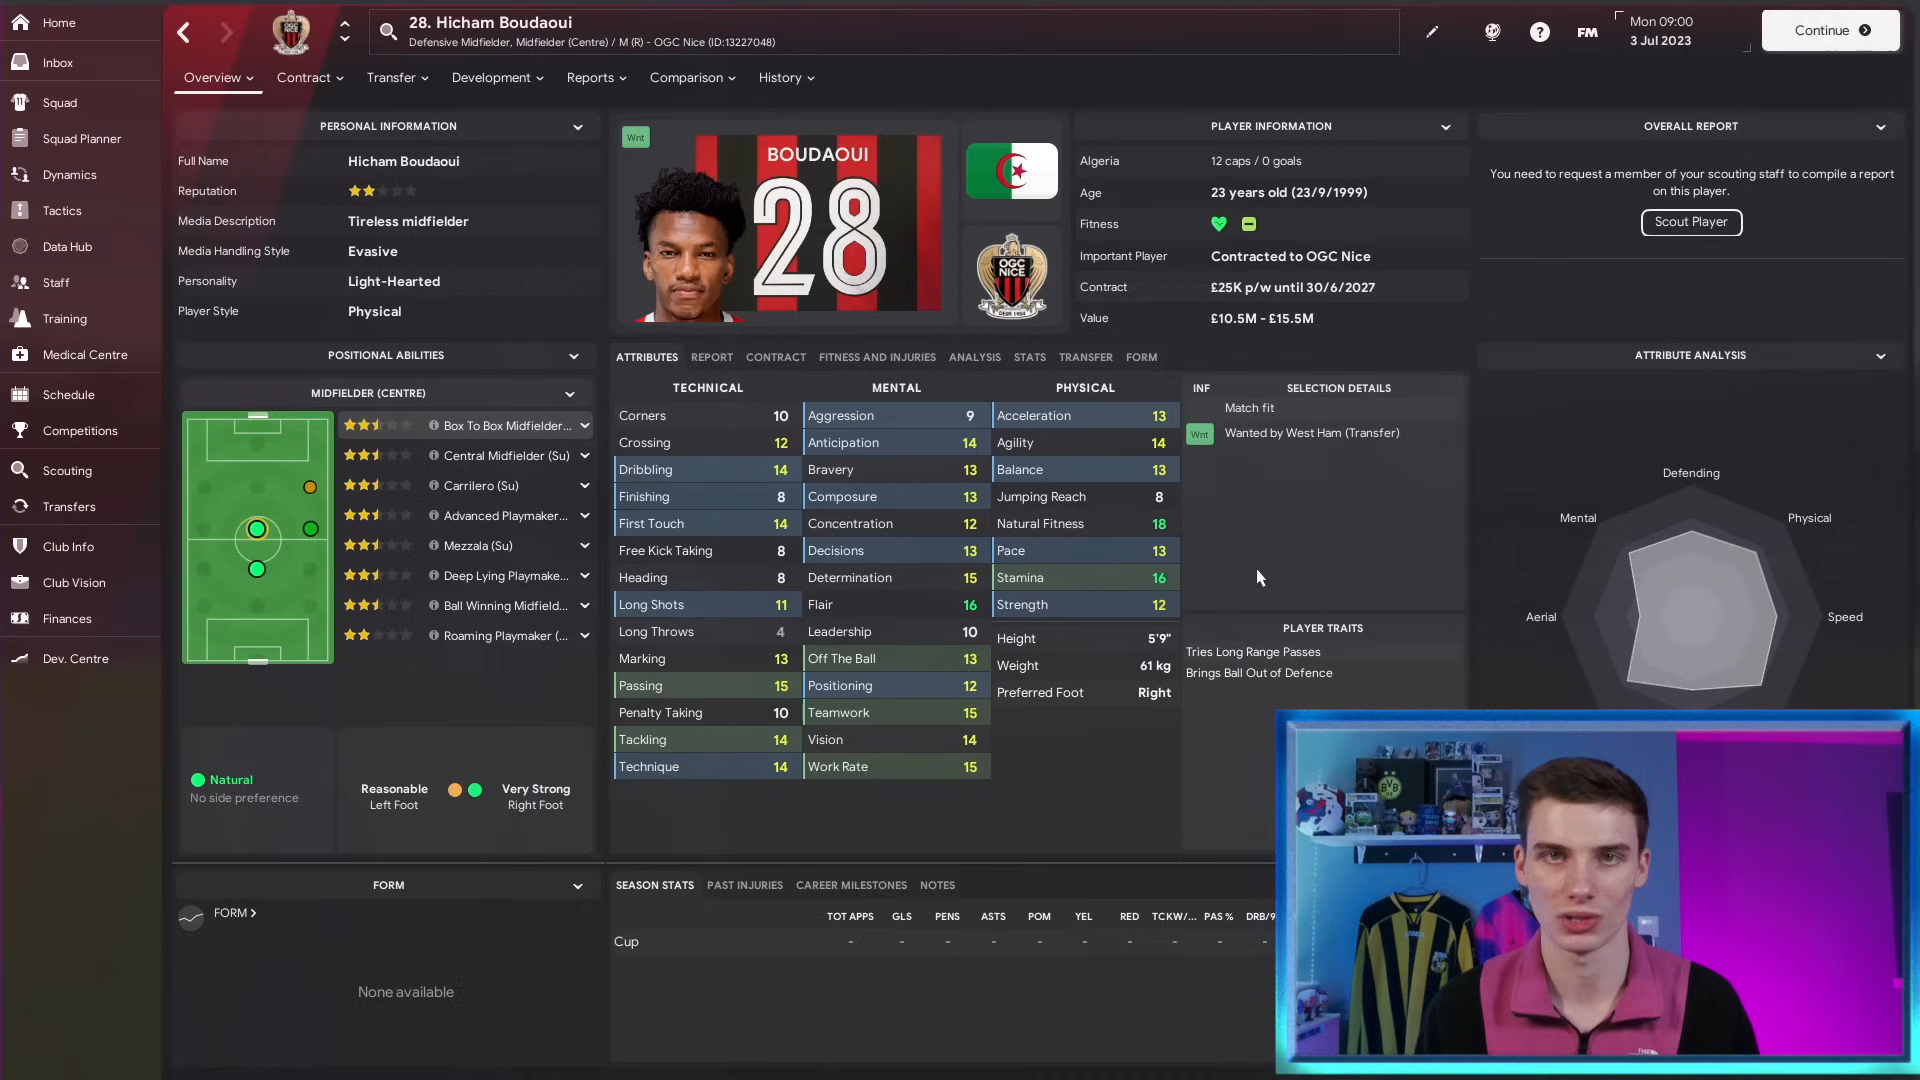 Home
Inbox
Squad
Squad Planner
Dynamics
Tactics
Data Hub
Staff
Training
Medical Centre
Schedule
Competitions
Scouting
Transfers
Club Info
Club Vision
Finances
Dev. Centre
28. Hicham Boudaoui
Defensive Midfielder, Midfielder (Centre) / M (R) - OGC Nice (ID:13227048)
FM
Mon 09:00
3 Jul 2023
Continue
Overview
Contract
Transfer
Development
Reports
Comparison
History
PERSONAL INFORMATION
Full Name Hicham Boudaoui
Reputation
Media Description Tireless midfielder
Media Handling Style Evasive
Personality Light-Hearted
Player Style Physical
Wnt
BOUDAOUI
28
OGC NICE
PLAYER INFORMATION
Algeria 12 caps / 0 goals
Age 23 years old (23/9/1999)
Fitness
Important Player Contracted to OGC Nice
Contract £25K p/w until 30/6/2027
Value £10.5M - £15.5M
OVERALL REPORT
You need to request a member of your scouting staff to compile a report
on this player.
Scout Player
POSITIONAL ABILITIES
MIDFIELDER (CENTRE)
Box To Box Midfielder...
Central Midfielder (Su)
Carrilero (Su)
Advanced Playmaker...
Mezzala (Su)
Deep Lying Playmake...
Ball Winning Midfield...
Roaming Playmaker (...
Natural
No side preference
Reasonable
Left Foot
Very Strong
Right Foot
ATTRIBUTES REPORT CONTRACT FITNESS AND INJURIES ANALYSIS STATS TRANSFER FORM
TECHNICAL
Corners 10
Crossing 12
Dribbling 14
Finishing 8
First Touch 14
Free Kick Taking 8
Heading 8
Long Shots 11
Long Throws 4
Marking 13
Passing 15
Penalty Taking 10
Tackling 14
Technique 14
MENTAL
Aggression 9
Anticipation 14
Bravery 13
Composure 13
Concentration 12
Decisions 13
Determination 15
Flair 16
Leadership 10
Off The Ball 13
Positioning 12
Teamwork 15
Vision 14
Work Rate 15
PHYSICAL
Acceleration 13
Agility 14
Balance 13
Jumping Reach 8
Natural Fitness 18
Pace 13
Stamina 16
Strength 12
Height 5'9"
Weight 61 kg
Preferred Foot Right
INF SELECTION DETAILS
Match fit
Wnt Wanted by West Ham (Transfer)
PLAYER TRAITS
Tries Long Range Passes
Brings Ball Out of Defence
ATTRIBUTE ANALYSIS
Defending
Mental
Physical
Aerial
Speed
FORM
FORM
None available
SEASON STATS PAST INJURIES CAREER MILESTONES NOTES
TOT APPS GLS PENS ASTS POM YEL RED TCKW/... PAS % DRB/9
Cup - - - - - - - - - -
BVB
09
THE